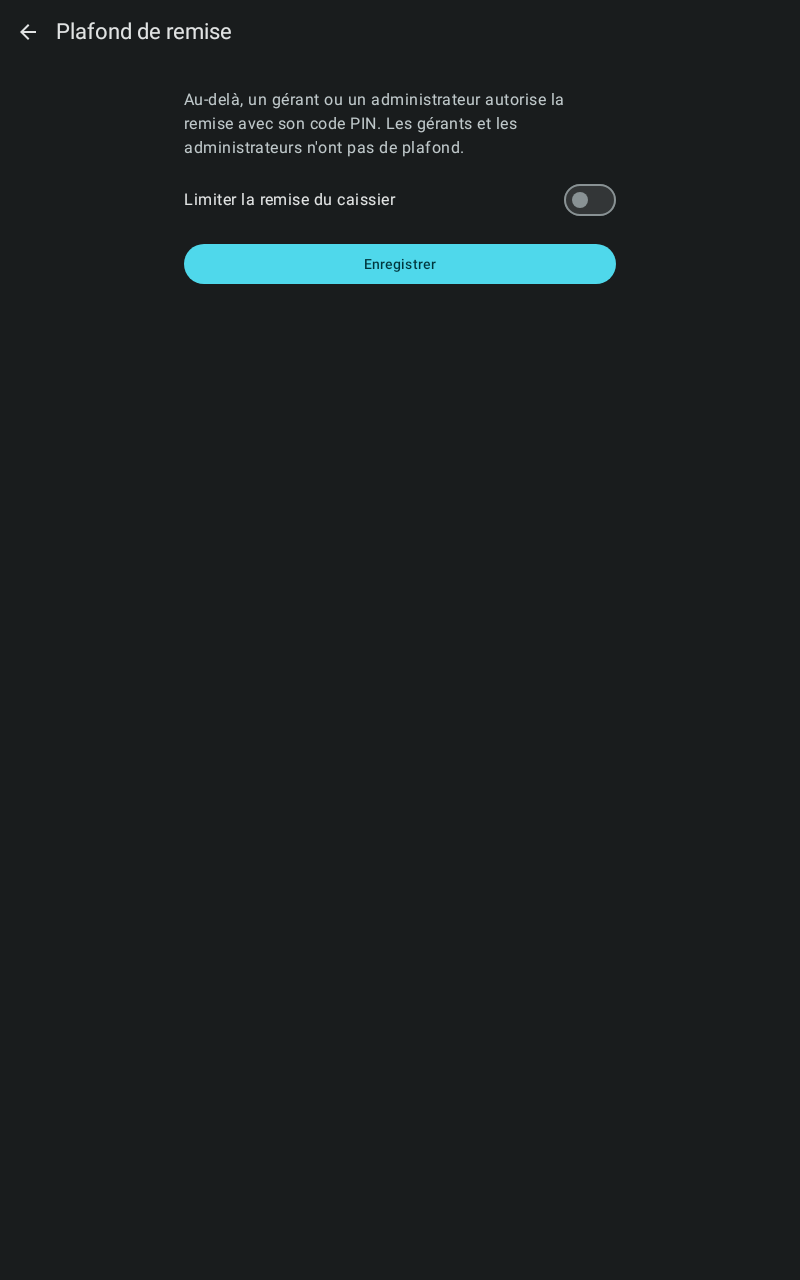 Plafond de remise
Au-delà, un gérant ou un administrateur autorise la
remise avec son code PIN. Les gérants et les
administrateurs n'ont pas de plafond.
Limiter la remise du caissier
Enregistrer